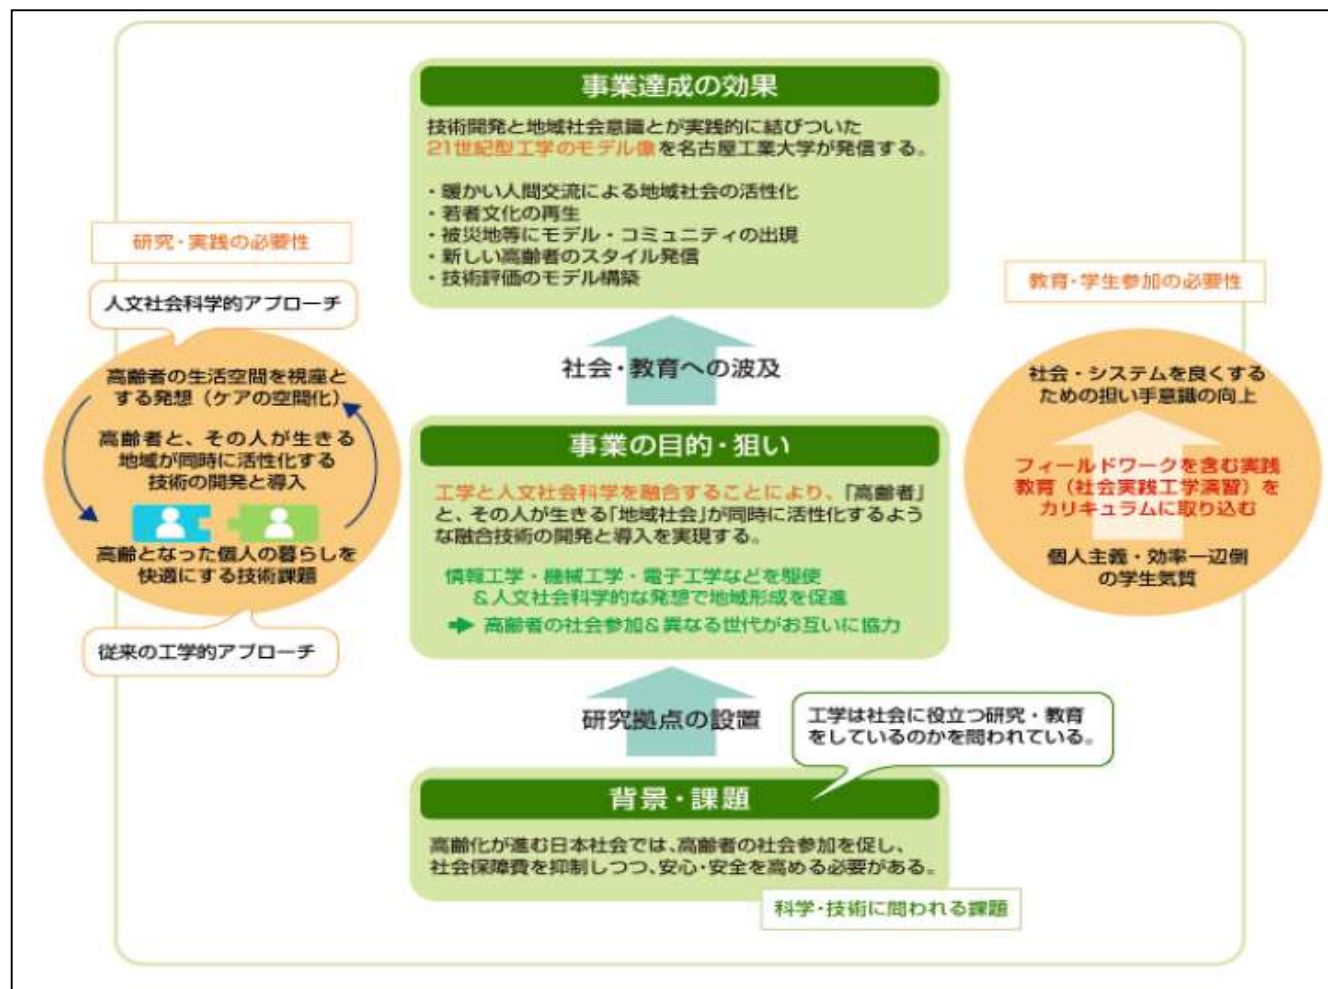 事業達成の効果
技術開発と地域社会意識とが実践的に結びついた
21世紀型工学のモデル像を名古屋工業大学が発信する。
・暖かい人間交流による地域社会の活性化
・若者文化の再生
・被災地等にモデル・コミュニティの出現
・新しい高齢者のスタイル発信
・技術評価のモデル構築
研究・実践の必要性
人文社会科学的アプローチ
高齢者の生活空間を視座と
する発想（ケアの空間化）
高齢者と、その人が生きる
地域が同時に活性化する
技術の開発と導入
高齢となった個人の暮らしを
快適にする技術課題
従来の工学的アプローチ
社会・教育への波及
事業の目的・狙い
工学と人文社会科学を融合することにより、「高齢者」
と、その人が生きる「地域社会」が同時に活性化するよう
な融合技術の開発と導入を実現する。
情報工学・機械工学・電子工学などを駆使
＆人文社会科学的な発想で地域形成を促進
高齢者の社会参加＆異なる世代がお互いに協力
教育・学生参加の必要性
社会・システムを良くする
ための担い手意識の向上
フィールドワークを含む実践
教育（社会実践工学演習）を
カリキュラムに取り込む
個人主義・効率一辺倒
の学生気質
研究拠点の設置
工学は社会に役立つ研究・教育
をしているのかを問われている。
背景・課題
高齢化が進む日本社会では、高齢者の社会参加を促し、
社会保障費を抑制しつつ、安心・安全を高める必要がある。
科学・技術に問われる課題